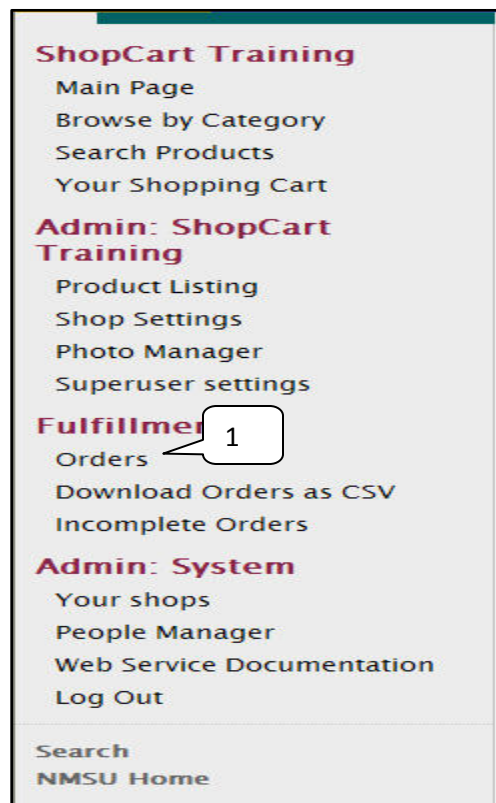 ShopCart Training
Main Page
Browse by Category
Search Products
Your Shopping Cart
Admin: ShopCart
Training
Product Listing
Shop Settings
Photo Manager
Superuser settings
Fulfillmen
1
Orders
Download Orders as CSV
Incomplete Orders
Admin: System
Your shops
People Manager
Web Service Documentation
Log Out
Search
NMSU Home